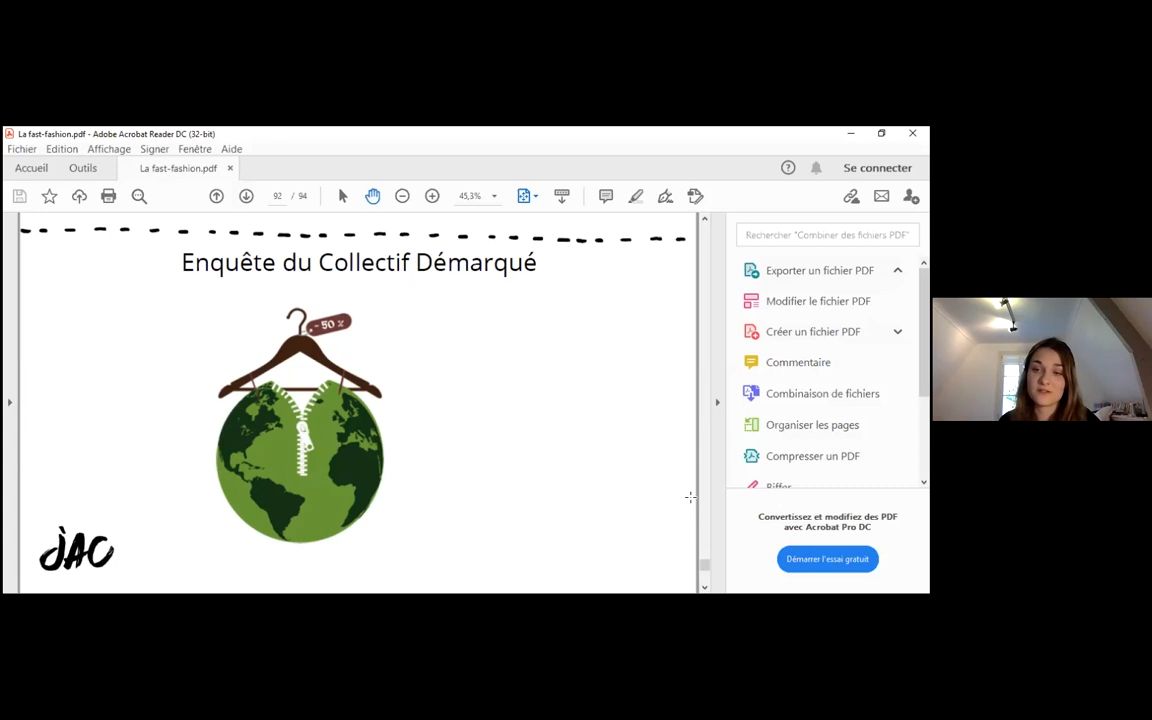 La fast-fashion.pdf - Adobe Acrobat Reader DC (32-bit)
Fichier Edition Affichage Signer Fenêtre Aide
Accueil Outils La fast-fashion.pdf × Se connecter
92 / 94 45,3%
Enquête du Collectif Démarqué
- 50 %
JAC
Rechercher "Combiner des fichiers PDF"
Exporter un fichier PDF
Modifier le fichier PDF
Créer un fichier PDF
Commentaire
Combinaison de fichiers
Organiser les pages
Compresser un PDF
Biffer
Convertissez et modifiez des PDF
avec Acrobat Pro DC
Démarrer l'essai gratuit